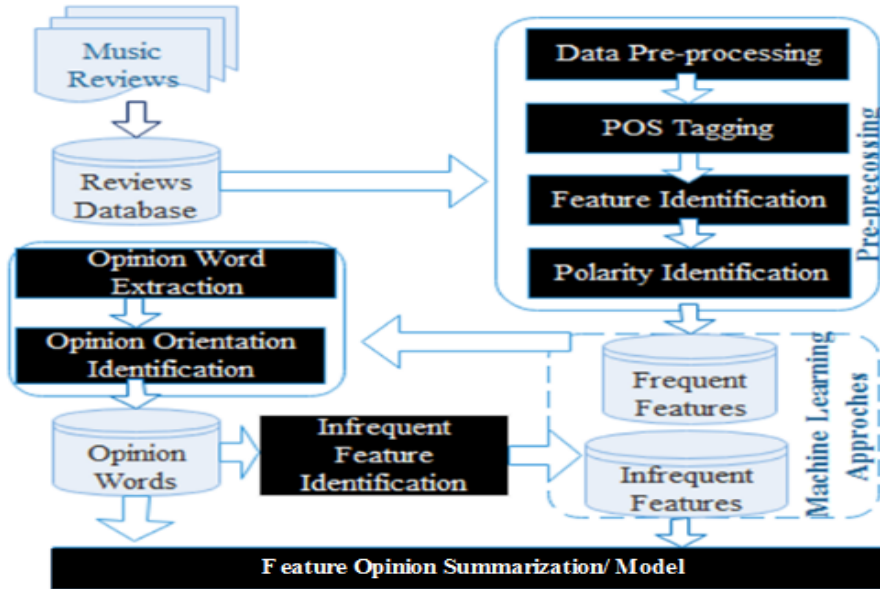 Music
Reviews
Reviews
Database
Data Pre-processing
POS Tagging
Feature Identification
Polarity Identification
Pre-precossing
Opinion Word
Extraction
Opinion Orientation
Identification
Opinion
Words
Infrequent
Feature
Identification
Frequent
Features
Infrequent
Features
Machine Learning
Approches
Feature Opinion Summarization/ Model